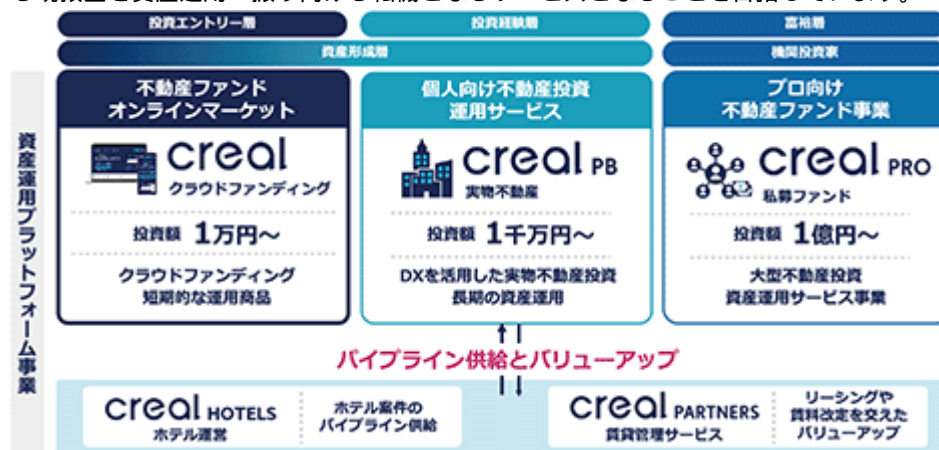 投資エントリー層
投資経験層
富裕層
資産形成層
機関投資家
資産運用プラットフォーム事業
不動産ファンド
オンラインマーケット
creal
クラウドファンディング
投資額 1万円～
クラウドファンディング
短期的な運用商品
個人向け不動産投資
運用サービス
creal PB
実物不動産
投資額 1千万円～
DXを活用した実物不動産投資
長期の資産運用
プロ向け
不動産ファンド事業
creal PRO
私募ファンド
投資額 1億円～
大型不動産投資
資産運用サービス事業
パイプライン供給とバリューアップ
creal HOTELS
ホテル運営
ホテル案件の
パイプライン供給
creal PARTNERS
賃貸管理サービス
リーシングや
賃料改定を交えた
バリューアップ